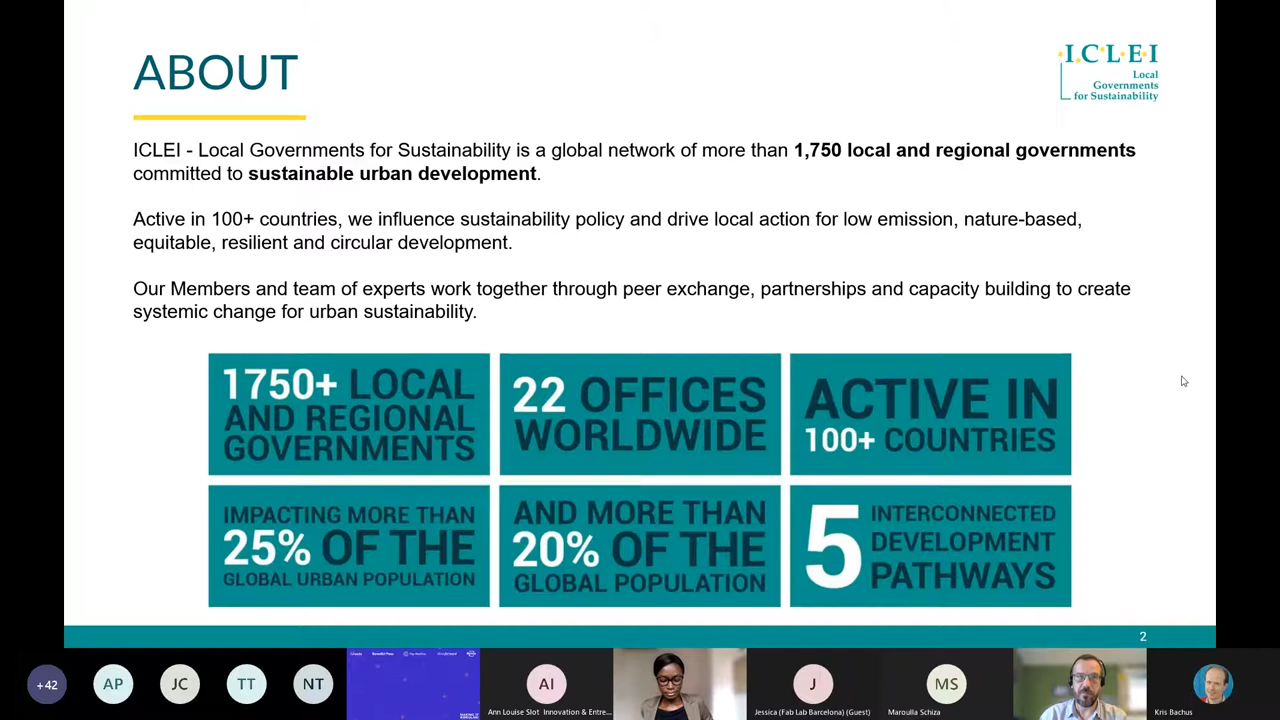 ABOUT
I.C.L.E.I
Local
Governments
for Sustainability
ICLEI - Local Governments for Sustainability is a global network of more than 1,750 local and regional governments
committed to sustainable urban development.
Active in 100+ countries, we influence sustainability policy and drive local action for low emission, nature-based,
equitable, resilient and circular development.
Our Members and team of experts work together through peer exchange, partnerships and capacity building to create
systemic change for urban sustainability.
1750+ LOCAL
AND REGIONAL
GOVERNMENTS
22 OFFICES
WORLDWIDE
ACTIVE IN
100+ COUNTRIES
IMPACTING MORE THAN
25% OF THE
GLOBAL URBAN POPULATION
AND MORE THAN
20% OF THE
GLOBAL POPULATION
5 INTERCONNECTED
DEVELOPMENT
PATHWAYS
2
+42
AP
JC
TT
NT
AI
Ann Louise Slot Innovation & Entre...
J
Jessica (Fab Lab Barcelona) (Guest)
MS
Maroulla Schiza
Kris Bachus